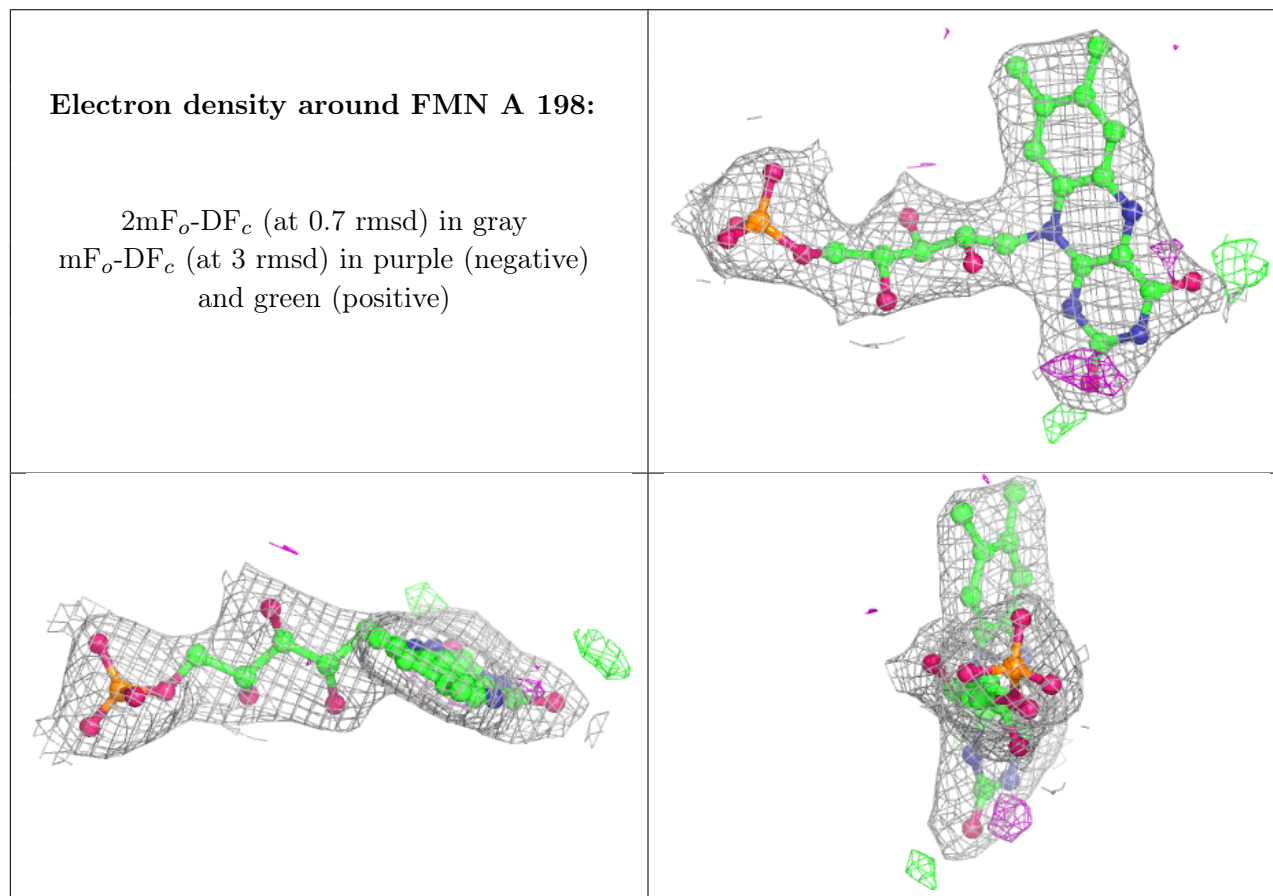 Electron density around FMN A 198:
2mFo-DFc (at 0.7 rmsd) in gray
mFo-DFc (at 3 rmsd) in purple (negative)
and green (positive)